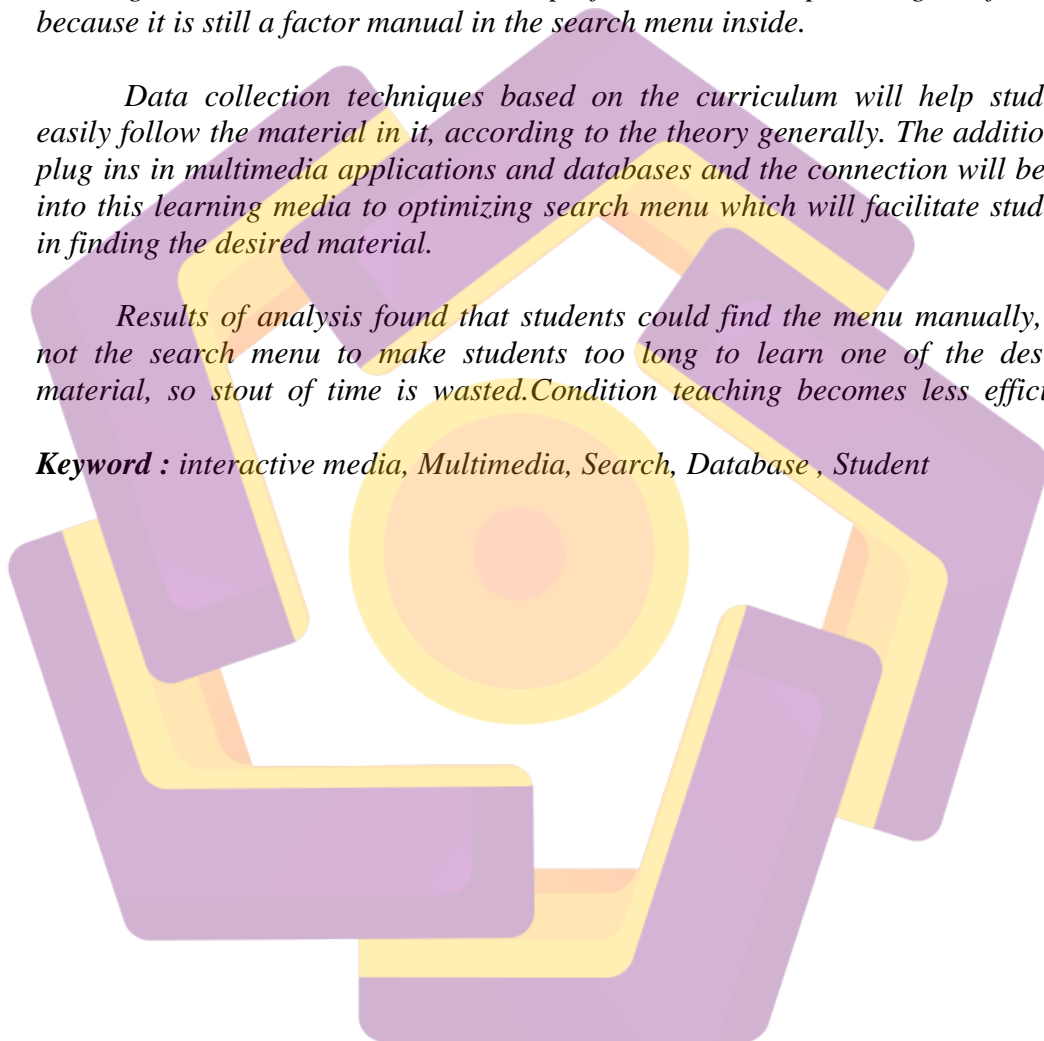 because it is still a factor manual in the search menu inside.
Data collection techniques based on the curriculum will help stud
easily follow the material in it, according to the theory generally. The additio
plug ins in multimedia applications and databases and the connection will be
into this learning media to optimizing search menu which will facilitate stud
in finding the desired material.
Results of analysis found that students could find the menu manually,
not the search menu to make students too long to learn one of the des
material, so stout of time is wasted.Condition teaching becomes less effici
Keyword : interactive media, Multimedia, Search, Database , Student